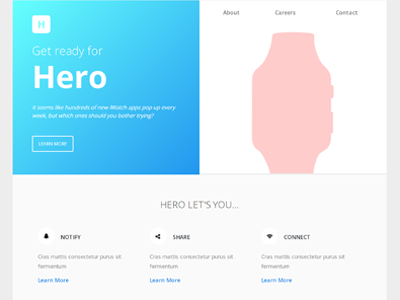 H
About Careers Contact
Get ready for
Hero
It seems like hundreds of new iWatch apps pop up every
week, but which ones should you bother trying?
LEARN MORE
HERO LET'S YOU...
NOTIFY SHARE CONNECT
Cras mattis consectetur purus sit Cras mattis consectetur purus sit Cras mattis consectetur purus sit
fermentum fermentum fermentum
Learn More Learn More Learn More